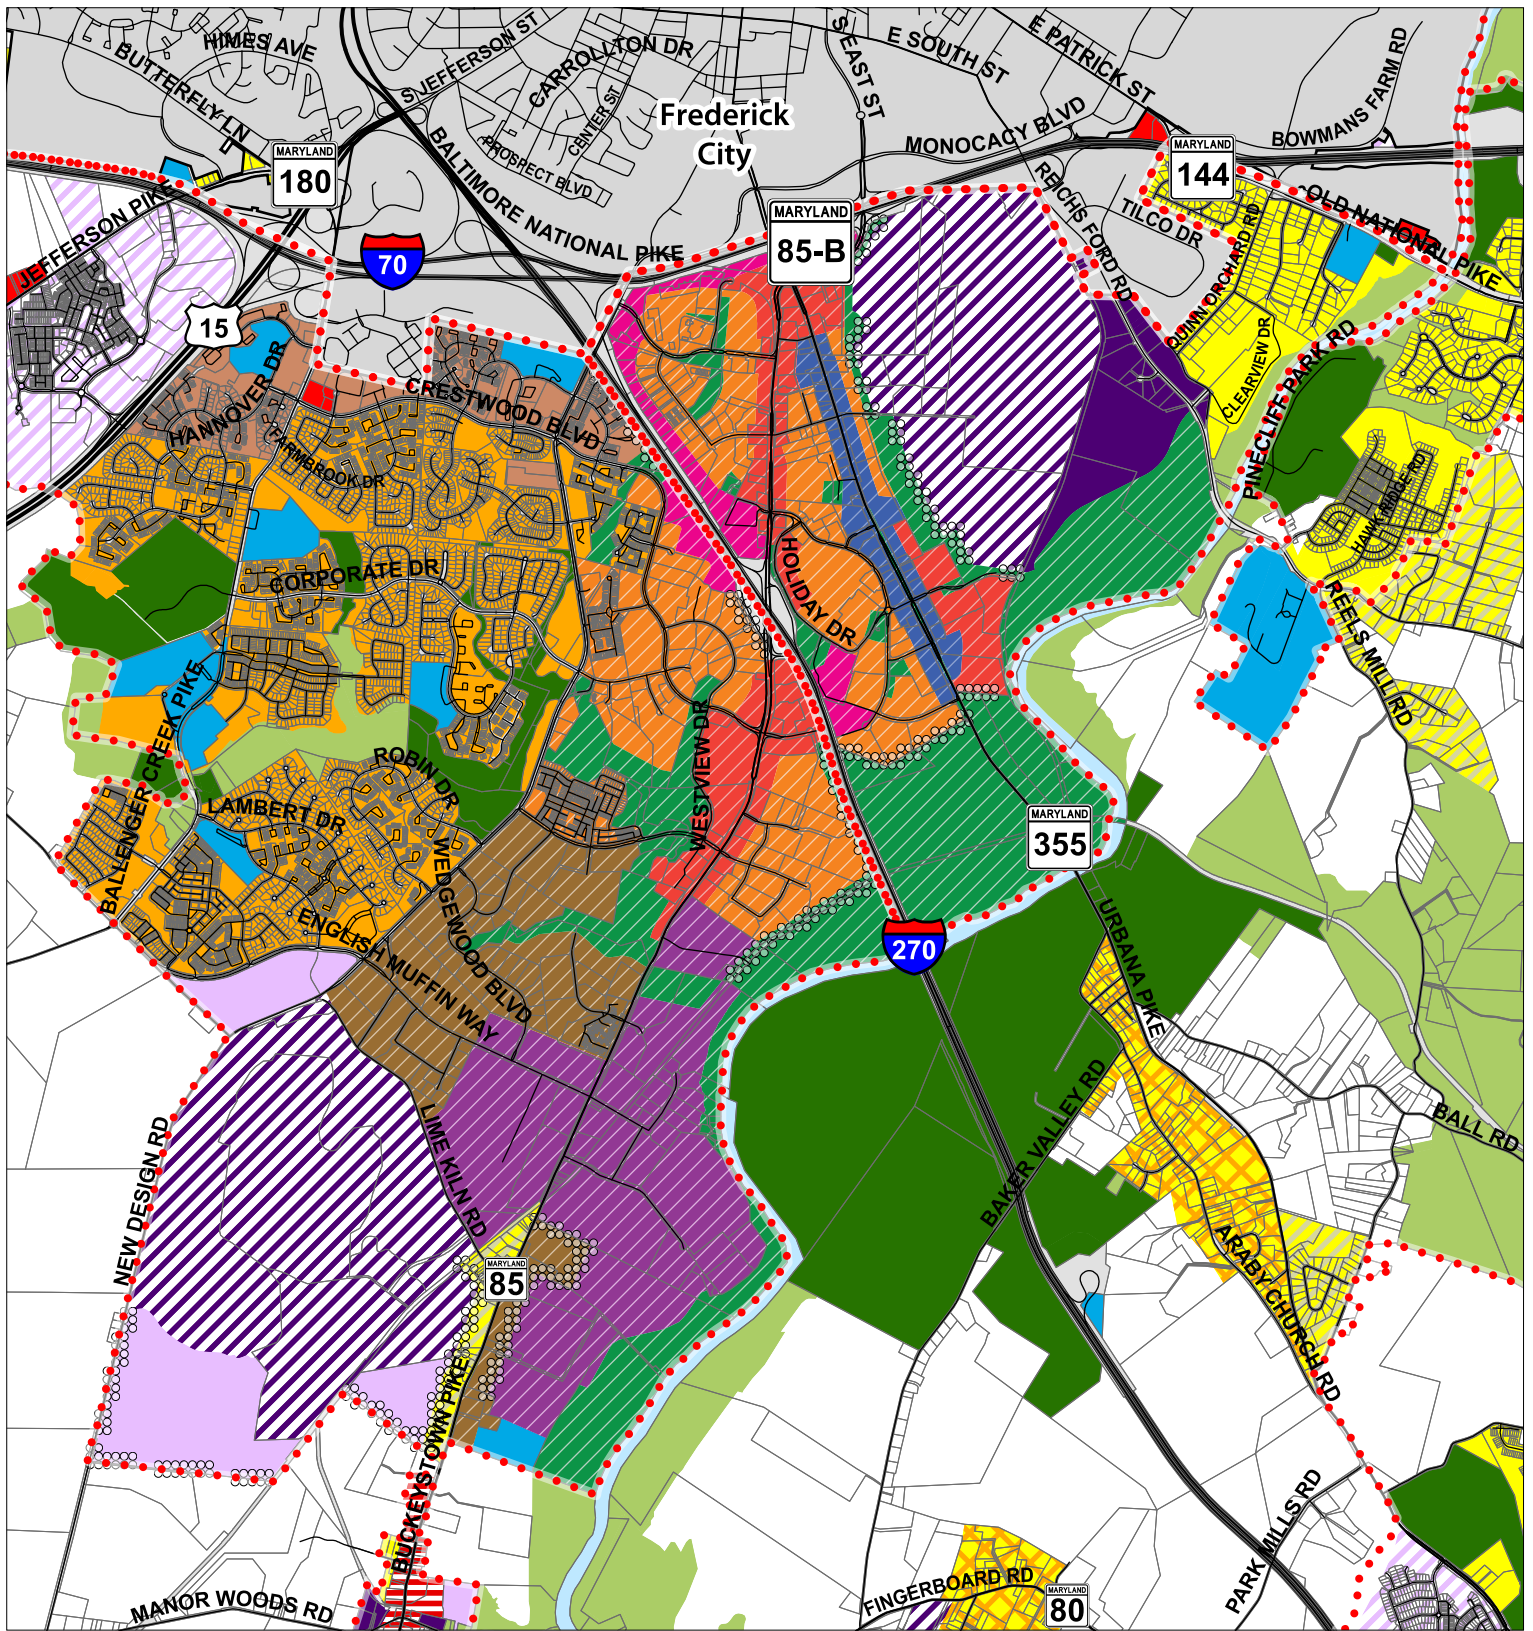 HIMES AVE
BUTTERFLY LN
S JEFFERSON ST
CARROLLTON DR
CENTER ST
PROSPECT BLVD
S EAST ST
E SOUTH ST
E PATRICK ST
BOWMANS FARM RD
MONOCACY BLVD
Frederick
City
MARYLAND
180
MARYLAND
144
JEFFERSON PIKE
BALTIMORE NATIONAL PIKE
70
15
MARYLAND
85-B
REICHS FORD RD
TILCO DR
OLD NATIONAL PIKE
QUINN ORCHARD RD
CLEARVIEW DR
PINECLIFF PARK RD
HANNOVER DR
CRESTWOOD BLVD
FARMBROOK DR
HAWK RIDGE RD
CORPORATE DR
HOLIDAY DR
REELS MILL RD
BALLENGER CREEK PIKE
WESTVIEW DR
ROBIN DR
LAMBERT DR
WEDGEWOOD BLVD
MARYLAND
355
ENGLISH MUFFIN WAY
270
URBANA PIKE
BAKER VALLEY RD
BALL RD
NEW DESIGN RD
LIME KILN RD
MARYLAND
85
ARABY CHURCH RD
BUCKEYSTOWN PIKE
PARK MILLS RD
MANOR WOODS RD
FINGERBOARD RD
MARYLAND
80